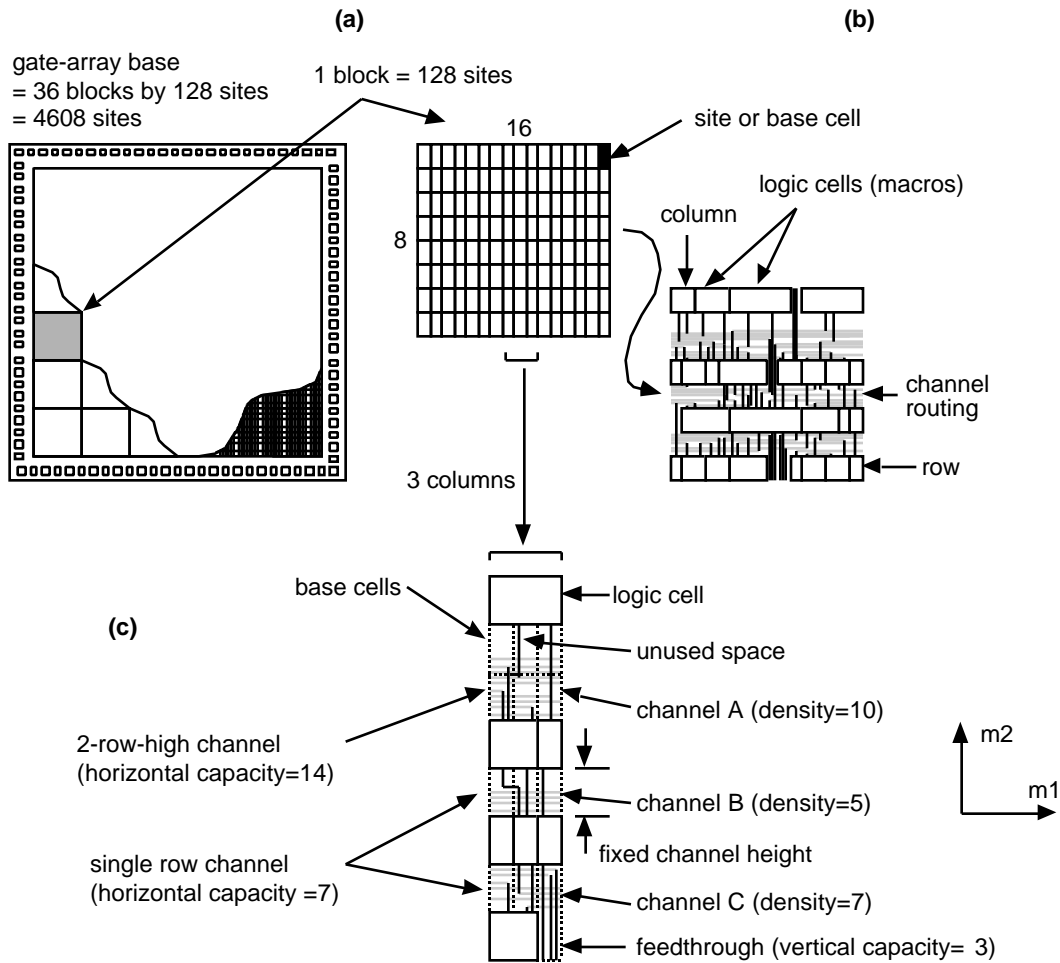 (a)
(b)
gate-array base
= 36 blocks by 128 sites
= 4608 sites
1 block = 128 sites
16
site or base cell
logic cells (macros)
column
8
channel
routing
row
3 columns
base cells
logic cell
(c)
unused space
channel A (density=10)
2-row-high channel
(horizontal capacity=14)
m2
m1
channel B (density=5)
fixed channel height
single row channel
(horizontal capacity =7)
channel C (density=7)
feedthrough (vertical capacity= 3)